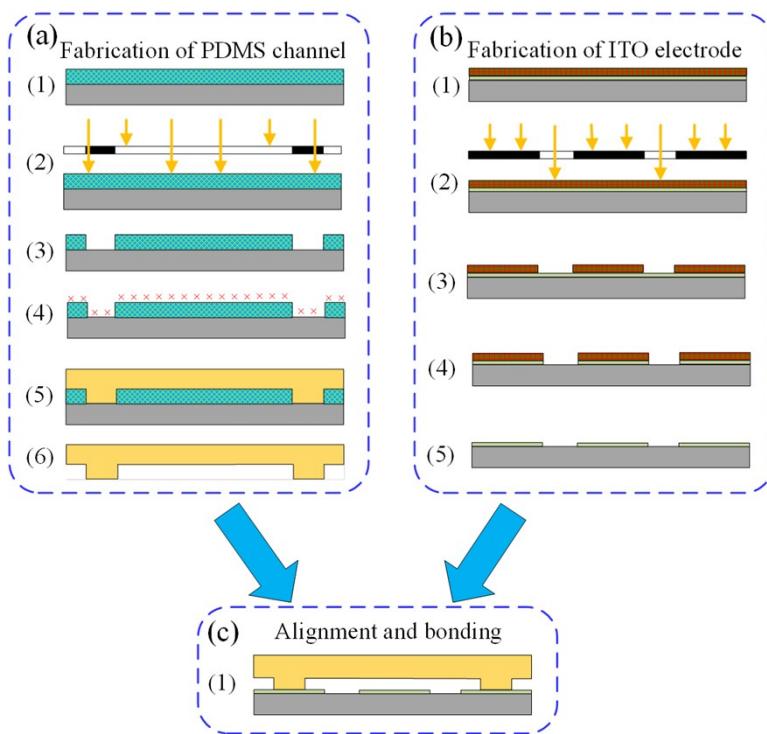 (a)
Fabrication of PDMS channel
(1)
(2)
(3)
(4)
(5)
(6)
(b)
Fabrication of ITO electrode
(1)
(2)
(3)
(4)
(5)
(c)
Alignment and bonding
(1)